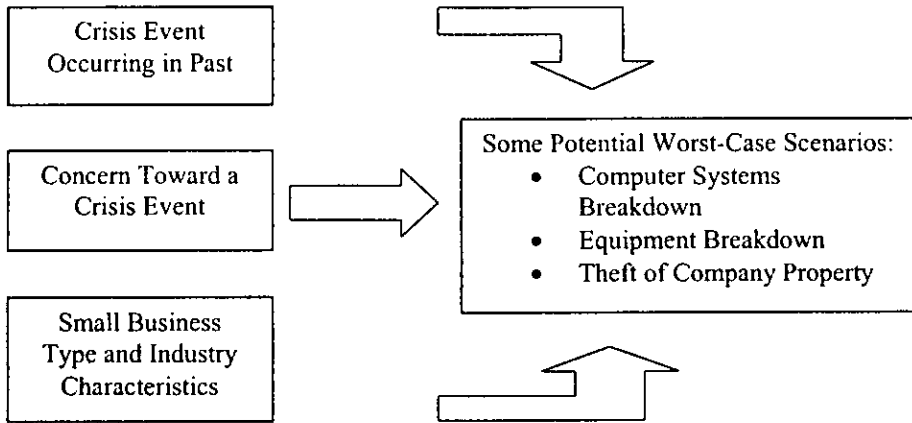 Crisis Event
Occurring in Past
Concern Toward a
Crisis Event
Small Business
Type and Industry
Characteristics
Some Potential Worst-Case Scenarios:
• Computer Systems
Breakdown
• Equipment Breakdown
• Theft of Company Property